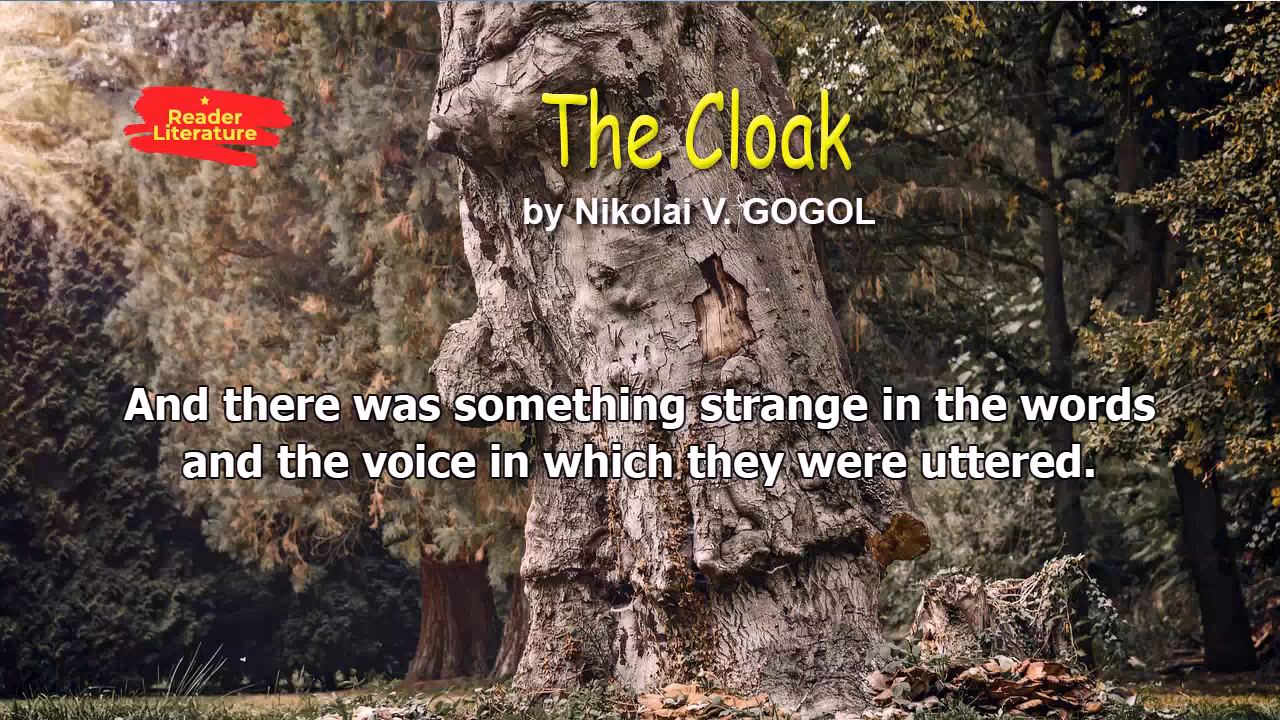 Reader
Literature
The Cloak
by Nikolai V. GOGOL
And there was something strange in the words
and the voice in which they were uttered.